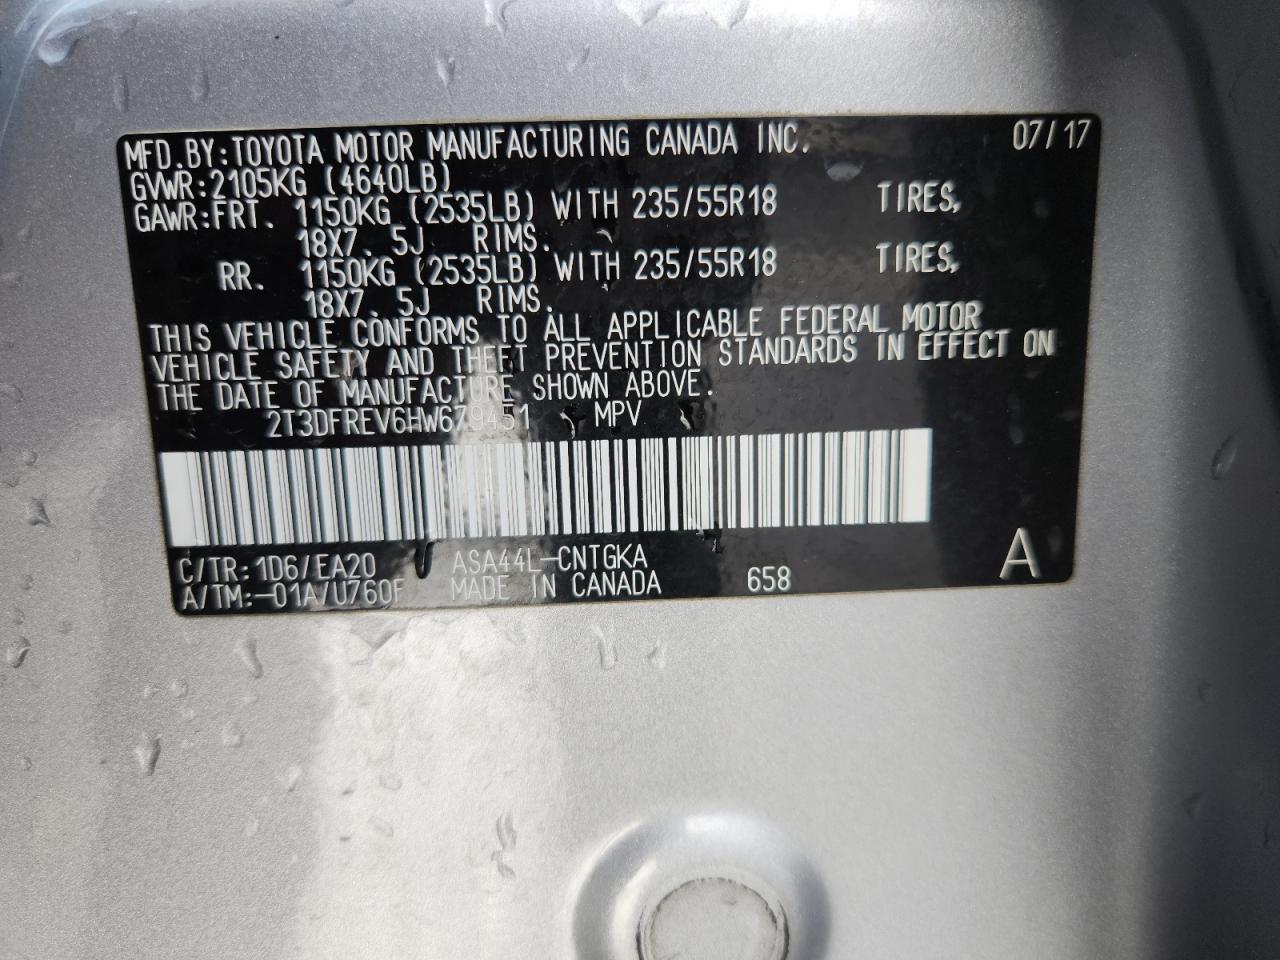 MFD.BY:TOYOTA MOTOR MANUFACTURING CANADA INC. 07/17
GVWR:2105KG (4640LB)
GAWR:FRT. 1150KG (2535LB) WITH 235/55R18 TIRES,
18X7. 5J RIMS.
RR. 1150KG (2535LB) WITH 235/55R18 TIRES,
18X7. 5J RIMS.
THIS VEHICLE CONFORMS TO ALL APPLICABLE FEDERAL MOTOR
VEHICLE SAFETY AND THEFT PREVENTION STANDARDS IN EFFECT ON
THE DATE OF MANUFACTURE SHOWN ABOVE.
2T3DFREV6HW679451 MPV
C/TR:1D6/EA20 ASA44L-CNTGKA
A/TM:-01A/U760F MADE IN CANADA 658 A